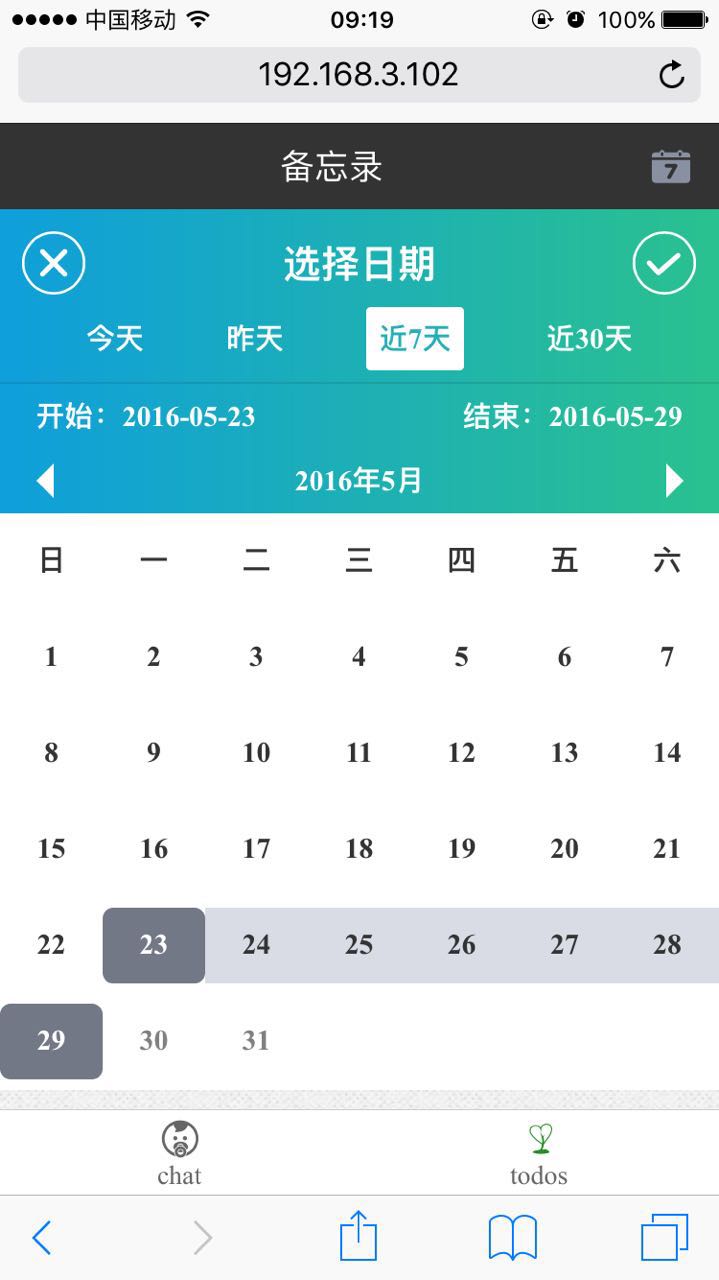 中国移动 09:19 100%
192.168.3.102
备忘录 7
选择日期
今天 昨天 近7天 近30天
开始：2016-05-23 结束：2016-05-29
2016年5月
日 一 二 三 四 五 六
1 2 3 4 5 6 7
8 9 10 11 12 13 14
15 16 17 18 19 20 21
22 23 24 25 26 27 28
29 30 31
chat todos